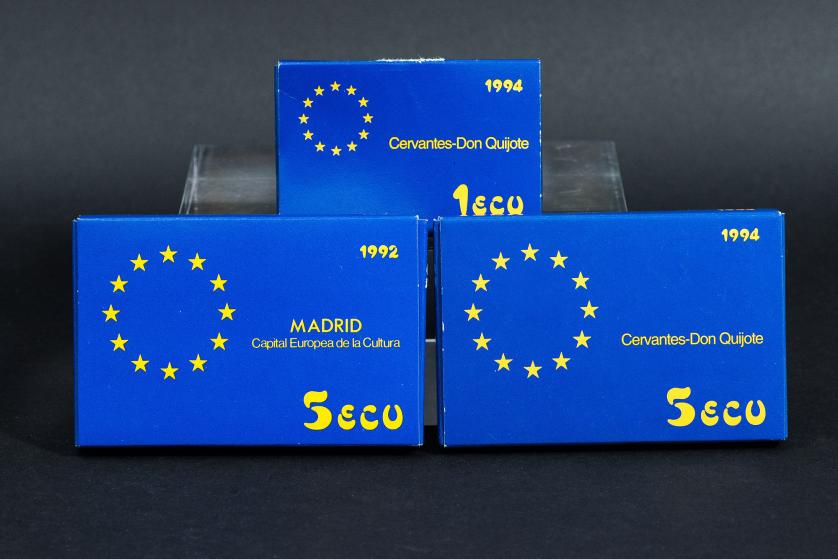 1994
Cervantes-Don Quijote
1ECU
1992
MADRID
Capital Europea de la Cultura
5ECU
1994
Cervantes-Don Quijote
5ECU